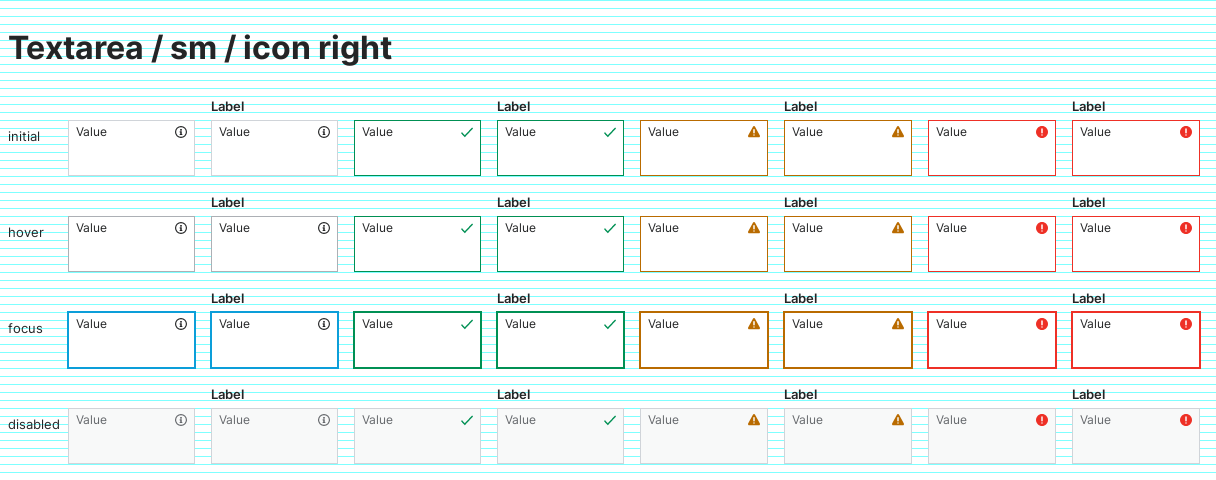 Textarea / sm / icon right
Label Label Label Label
initial Value Value Value Value Value Value Value Value
Label Label Label Label
hover Value Value Value Value Value Value Value Value
Label Label Label Label
focus Value Value Value Value Value Value Value Value
Label Label Label Label
disabled Value Value Value Value Value Value Value Value